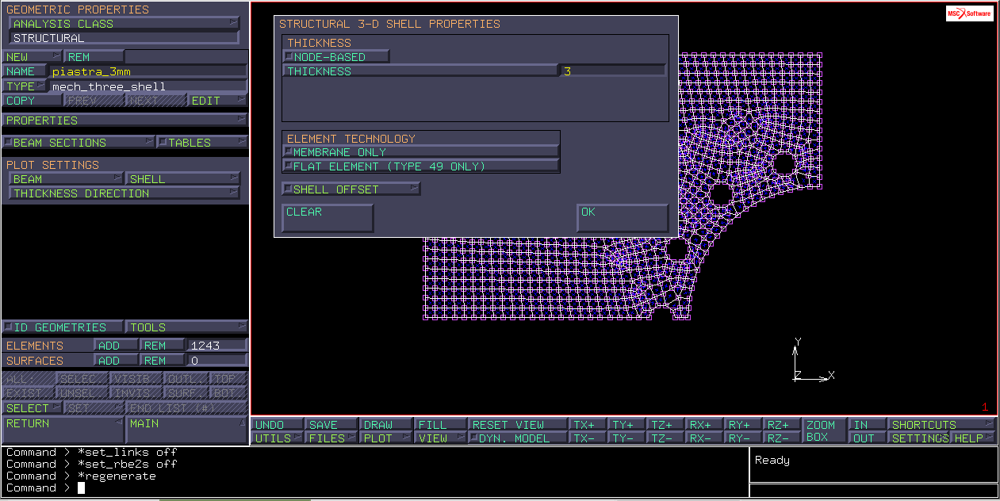 GEOMETRIC PROPERTIES
ANALYSIS CLASS
STRUCTURAL
NEW REM
NAME piastra_3mm
TYPE mech_three_shell
COPY PREV NEXT EDIT
PROPERTIES
BEAM SECTIONS TABLES
PLOT SETTINGS
BEAM SHELL
THICKNESS DIRECTION
ID GEOMETRIES TOOLS
ELEMENTS ADD REM 1243
SURFACES ADD REM 0
ALL: SELEC. VISIB. OUTL. TOP
EXIST. UNSEL. INVIS. SURF. BOT.
SELECT SET END LIST (#)
RETURN MAIN
STRUCTURAL 3-D SHELL PROPERTIES
THICKNESS
NODE-BASED
THICKNESS 3
ELEMENT TECHNOLOGY
MEMBRANE ONLY
FLAT ELEMENT (TYPE 49 ONLY)
SHELL OFFSET
CLEAR OK
MSC Software
Y
Z X
1
UNDO SAVE DRAW FILL RESET VIEW TX+ TY+ TZ+ RX+ RY+ RZ+ ZOOM BOX IN SHORTCUTS
UTILS FILES PLOT VIEW DYN. MODEL TX- TY- TZ- RX- RY- RZ- OUT SETTINGS HELP
Command > *set_links off
Command > *set_rbe2s off
Command > *regenerate
Command >
Ready